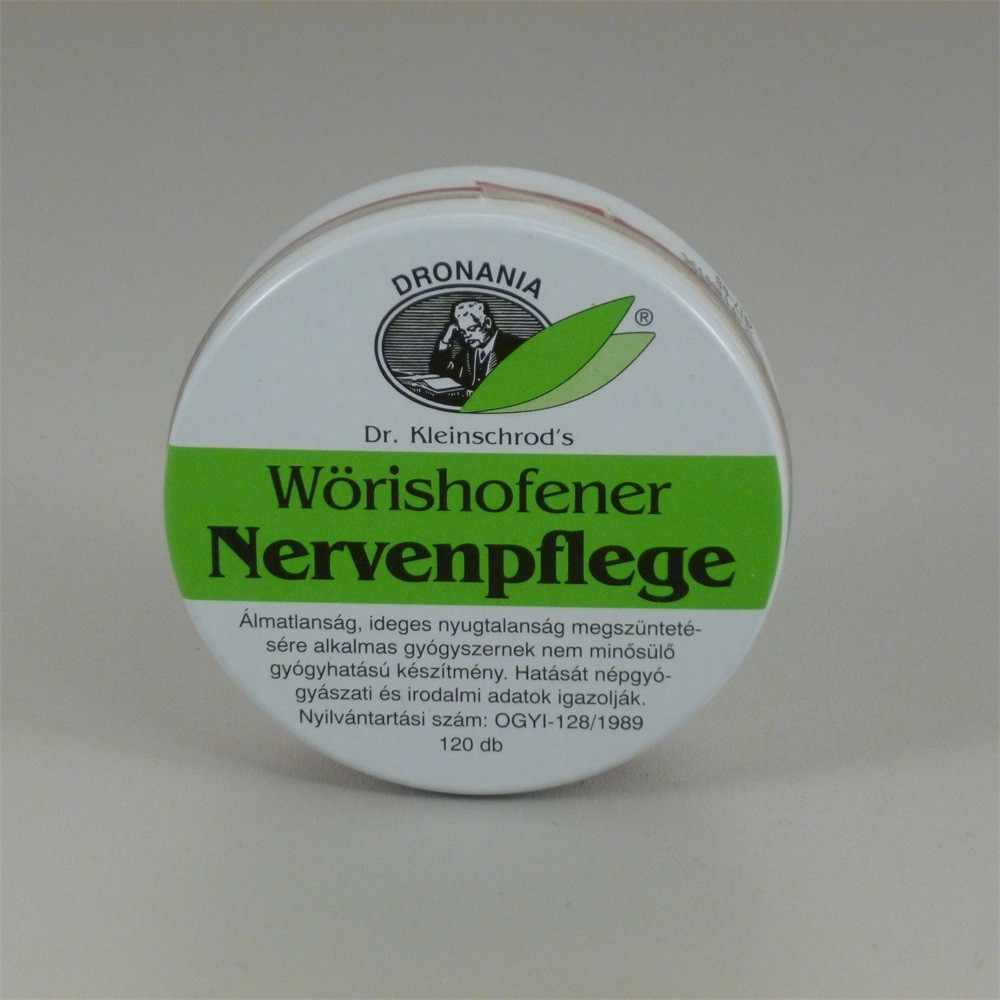 DRONANIA
®
Dr. Kleinschrod's
Wörishofener
Nervenpflege
Álmatlanság, ideges nyugtalanság megszünteté-
sére alkalmas gyógyszernek nem minősülő
gyógyhatású készítmény. Hatását népgyó-
gyászati és irodalmi adatok igazolják.
Nyilvántartási szám: OGYI-128/1989
120 db